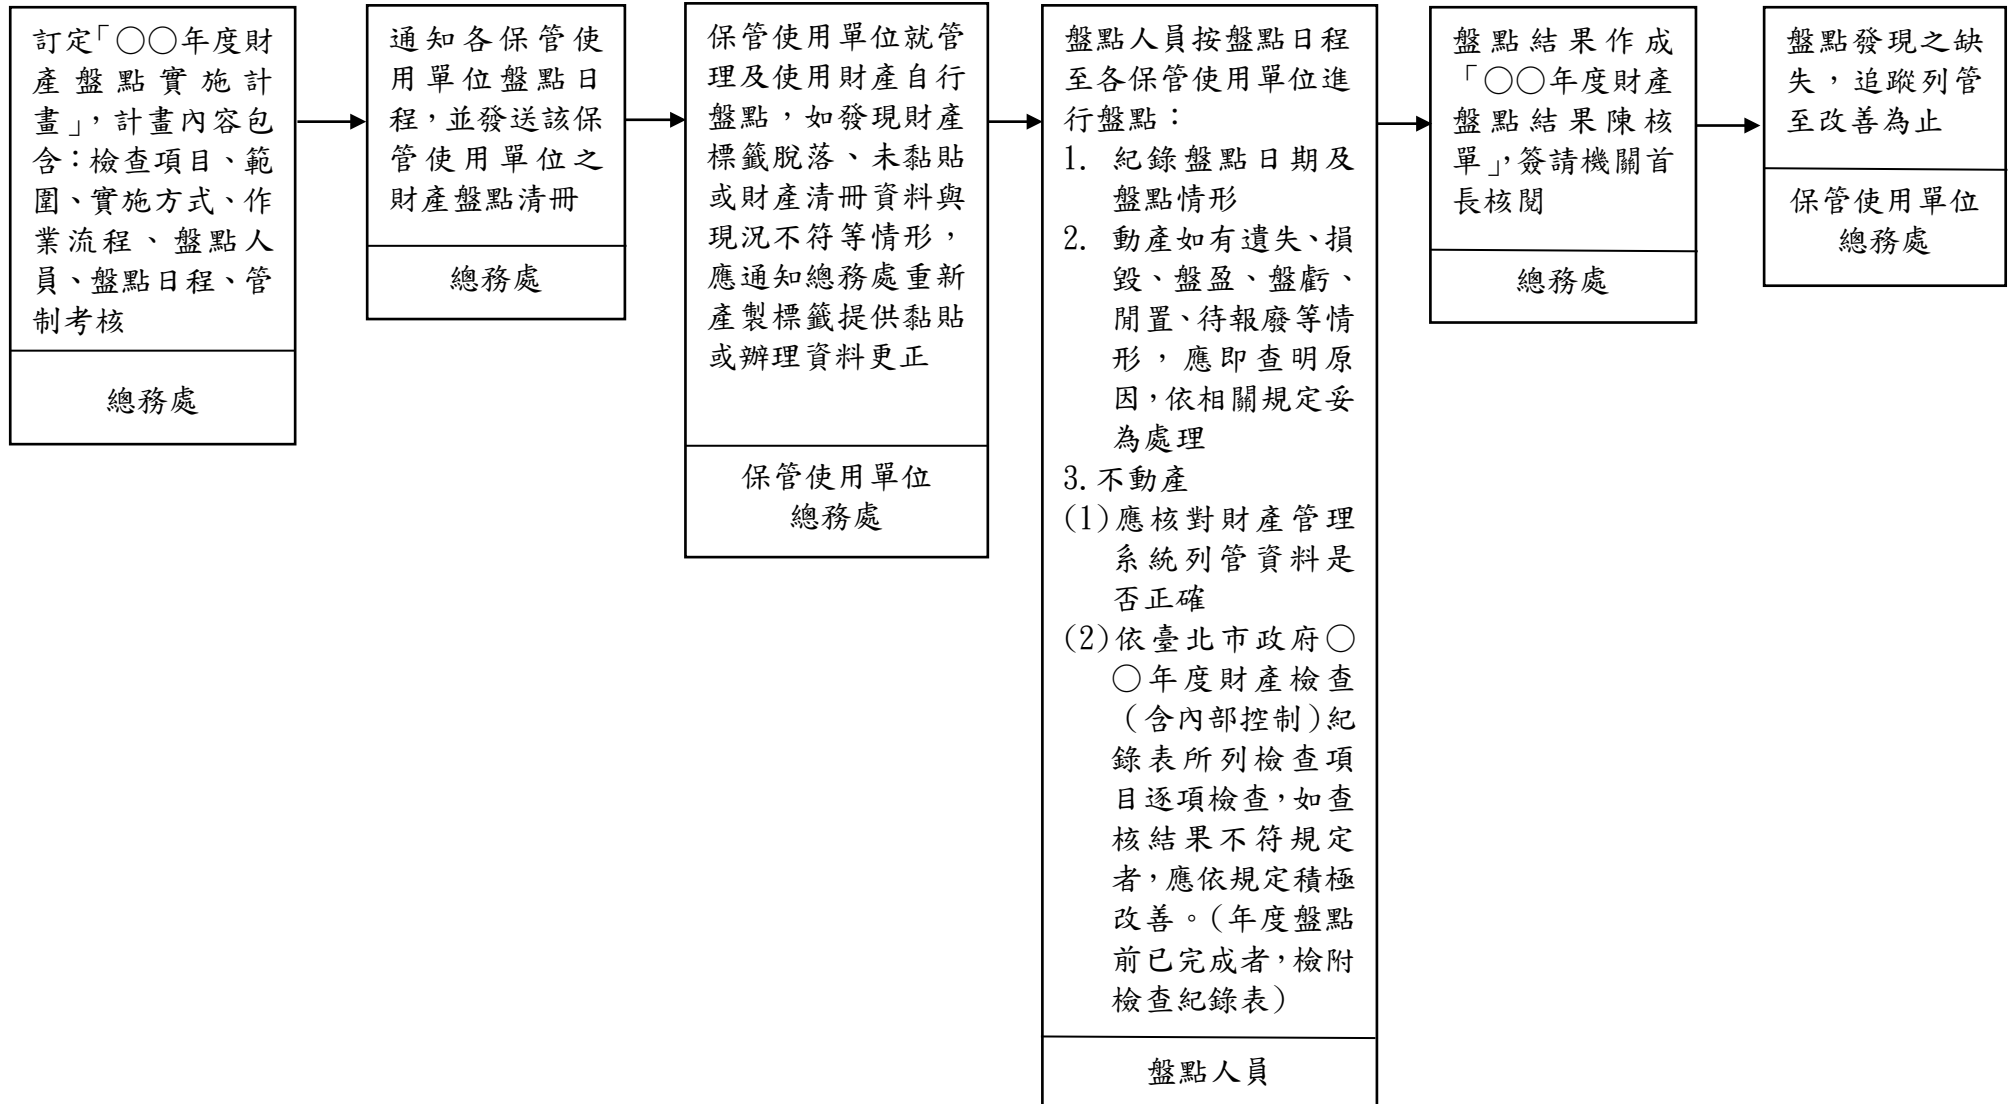 訂定「○○年度財
產盤點實施計
畫」，計畫內容包
含：檢查項目、範
圍、實施方式、作
業流程、盤點人
員、盤點日程、管
制考核
總務處
通知各保管使
用單位盤點日
程，並發送該保
管使用單位之
財產盤點清冊
總務處
保管使用單位就管
理及使用財產自行
盤點，如發現財產
標籤脫落、未黏貼
或財產清冊資料與
現況不符等情形，
應通知總務處重新
產製標籤提供黏貼
或辦理資料更正
保管使用單位
總務處
盤點人員按盤點日程
至各保管使用單位進
行盤點：
1. 紀錄盤點日期及
盤點情形
2. 動產如有遺失、損
毀、盤盈、盤虧、
閒置、待報廢等情
形，應即查明原
因，依相關規定妥
為處理
3.不動產
(1)應核對財產管理
系統列管資料是
否正確
(2)依臺北市政府○
○年度財產檢查
（含內部控制）紀
錄表所列檢查項
目逐項檢查，如查
核結果不符規定
者，應依規定積極
改善。（年度盤點
前已完成者，檢附
檢查紀錄表）
盤點人員
盤點結果作成
「○○年度財產
盤點結果陳核
單」，簽請機關首
長核閱
總務處
盤點發現之缺
失，追蹤列管
至改善為止
保管使用單位
總務處